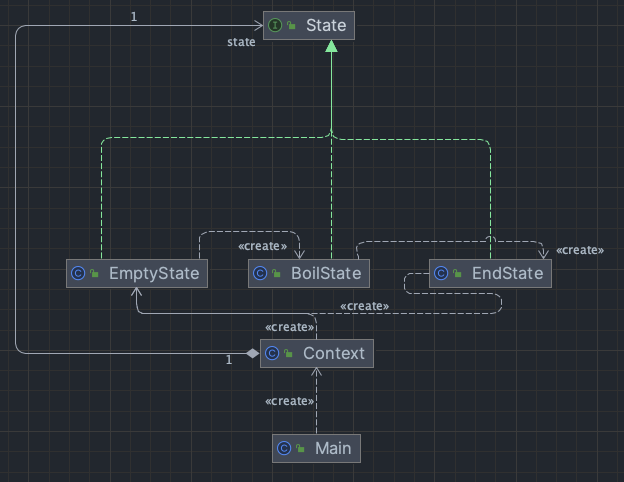 1
I State
state
«create»
«create»
C EmptyState
C BoilState
C EndState
«create»
«create»
C Context
1
«create»
C Main